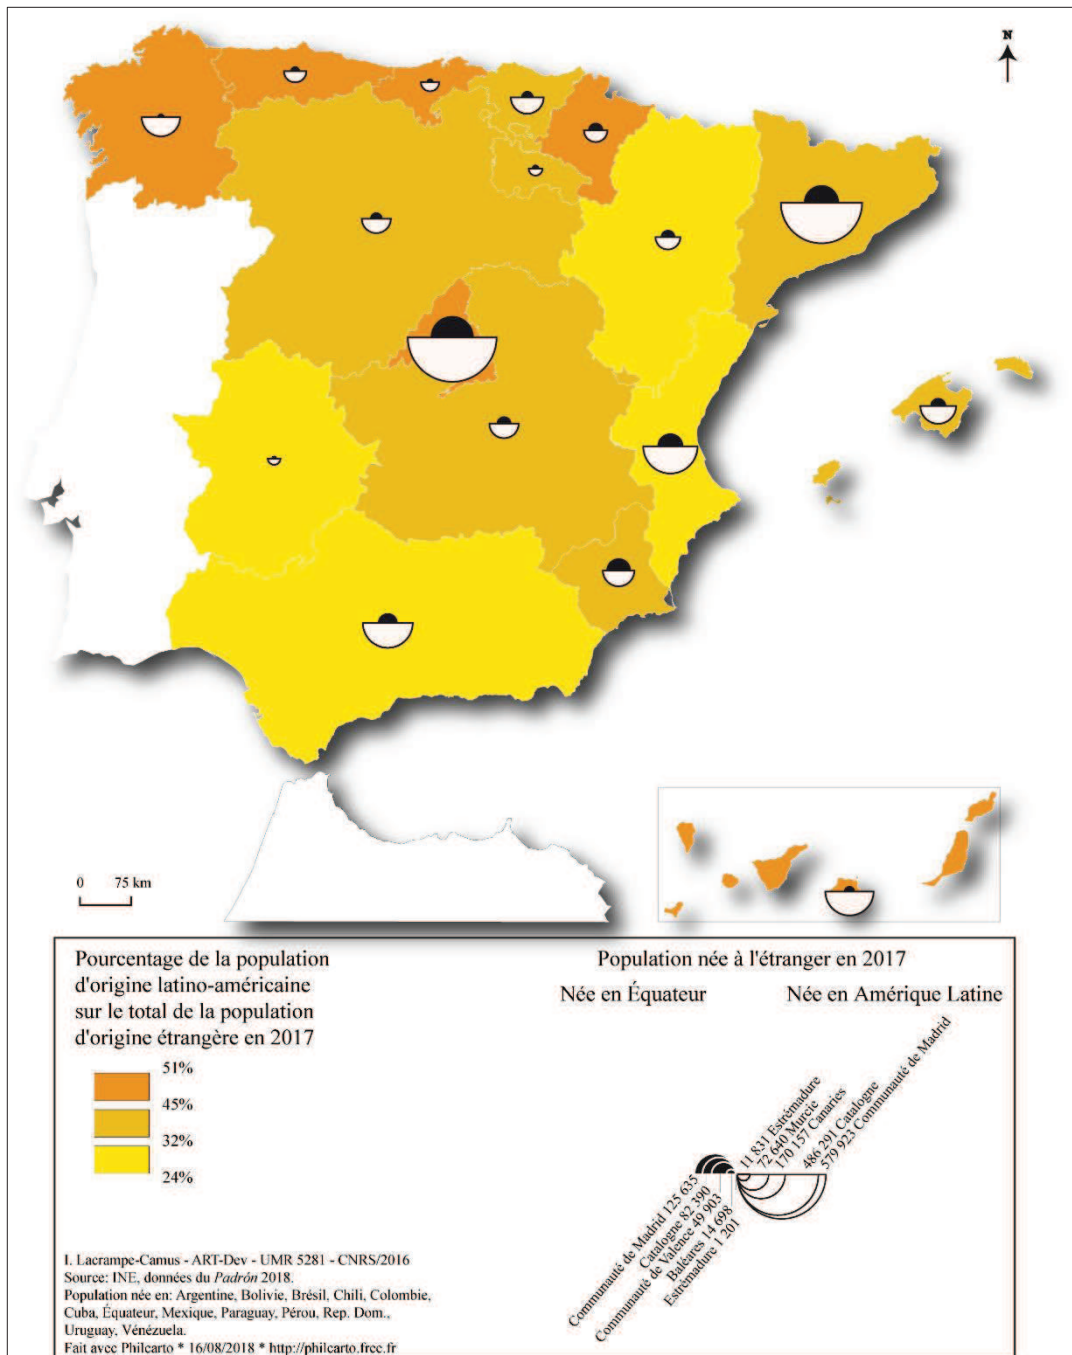 N
0 75 km
Pourcentage de la population
d'origine latino-américaine
sur le total de la population
d'origine étrangère en 2017
51%
45%
32%
24%
Population née à l'étranger en 2017
Née en Équateur
Née en Amérique Latine
11 831 Estrémadure
72 640 Murcie
170 157 Canaries
486 291 Catalogne
579 923 Communauté de Madrid
Communauté de Madrid 125 635
Catalogne 82 390
Communauté de Valence 49 903
Baléares 14 698
Estrémadure 1 201
I. Lacrampe-Camus - ART-Dev - UMR 5281 - CNRS/2016
Source: INE, données du Padrón 2018.
Population née en: Argentine, Bolivie, Brésil, Chili, Colombie,
Cuba, Équateur, Mexique, Paraguay, Pérou, Rep. Dom.,
Uruguay, Vénézuela.
Fait avec Philcarto * 16/08/2018 * http://philcarto.free.fr